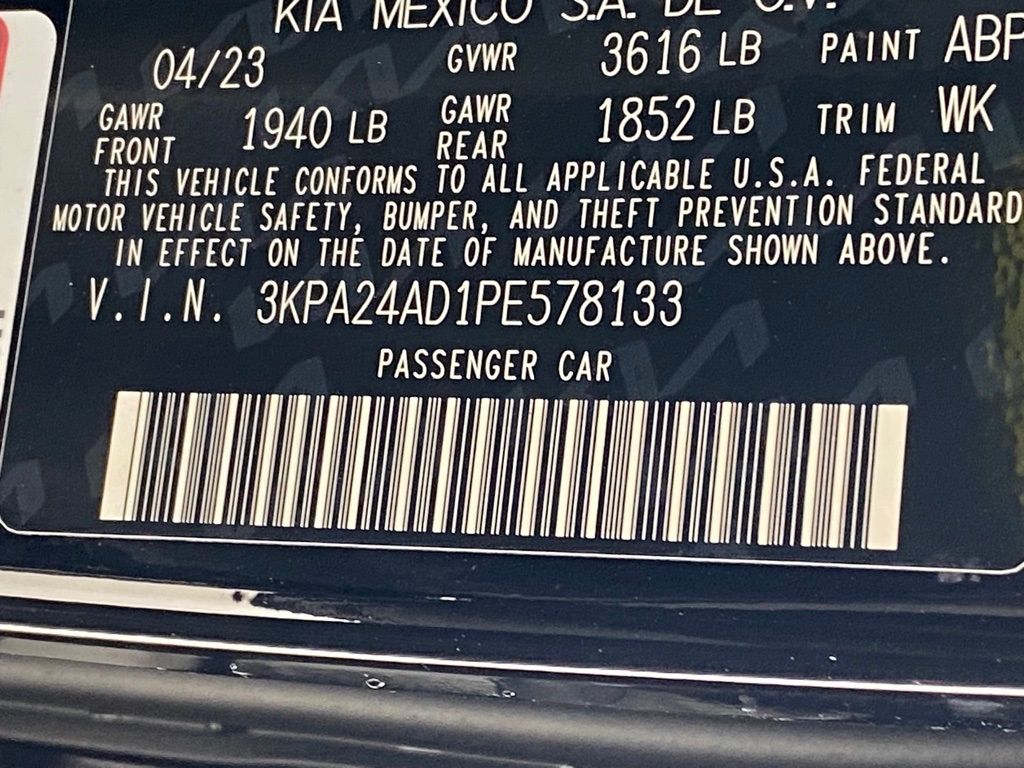 KIA MEXICO S.A. DE C.V.
04/23 GVWR 3616 LB PAINT ABP
GAWR FRONT 1940 LB GAWR REAR 1852 LB TRIM WK
THIS VEHICLE CONFORMS TO ALL APPLICABLE U.S.A. FEDERAL
MOTOR VEHICLE SAFETY, BUMPER, AND THEFT PREVENTION STANDARD
IN EFFECT ON THE DATE OF MANUFACTURE SHOWN ABOVE.
V.I.N. 3KPA24AD1PE578133
PASSENGER CAR